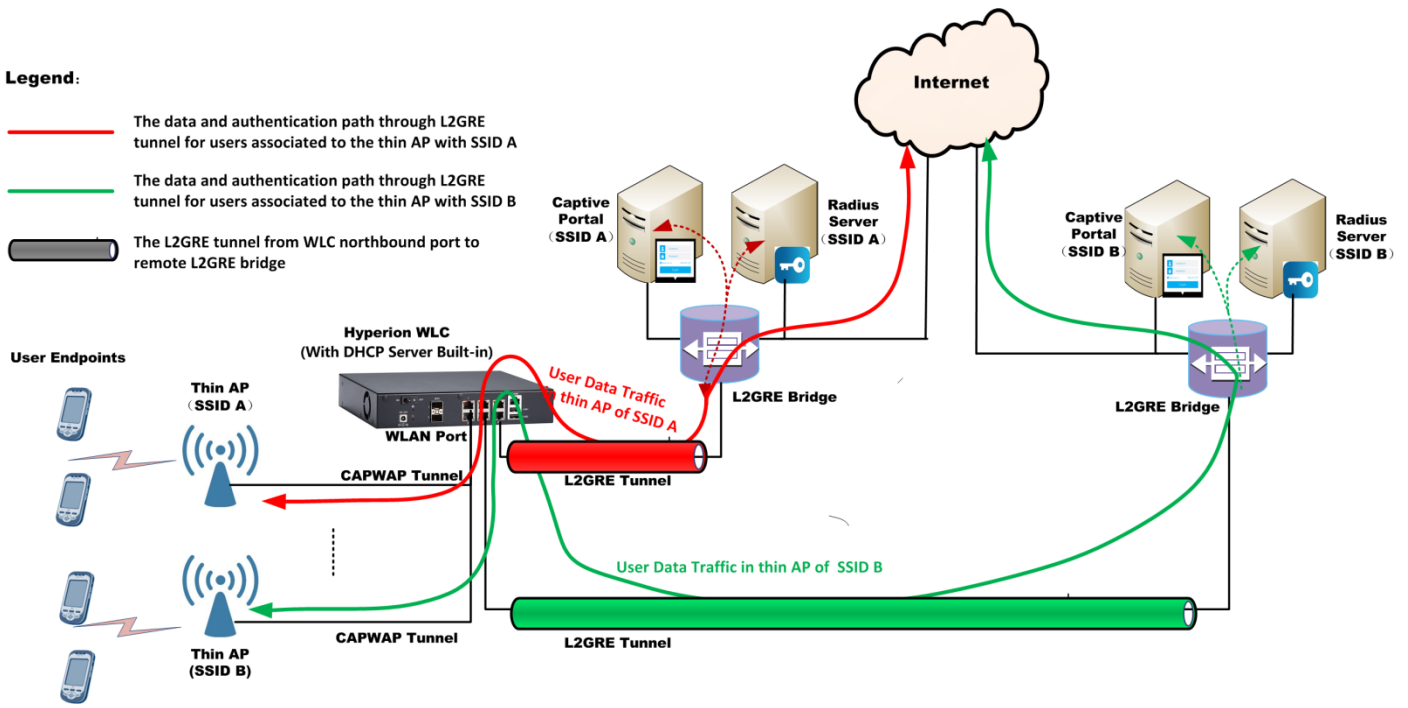 Legend:
The data and authentication path through L2GRE
tunnel for users associated to the thin AP with SSID A
The data and authentication path through L2GRE
tunnel for users associated to the thin AP with SSID B
The L2GRE tunnel from WLC northbound port to
remote L2GRE bridge
Internet
Captive
Portal
(SSID A)
Radius
Server
(SSID A)
Captive
Portal
(SSID B)
Radius
Server
(SSID B)
L2GRE Bridge
L2GRE Bridge
Hyperion WLC
(With DHCP Server Built-in)
WLAN Port
User Endpoints
Thin AP
(SSID A)
CAPWAP Tunnel
User Data Traffic
thin AP of SSID A
L2GRE Tunnel
User Data Traffic in thin AP of SSID B
CAPWAP Tunnel
L2GRE Tunnel
Thin AP
(SSID B)